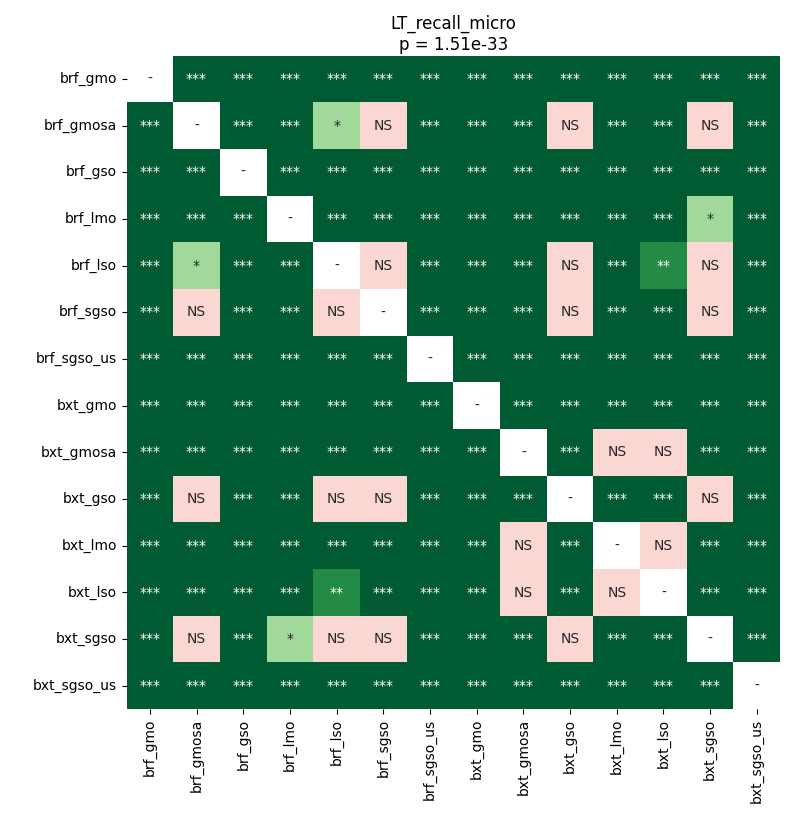 LT_recall_micro
p = 1.51e-33
brf_gmo - *** *** *** *** *** *** *** *** *** *** *** *** ***
brf_gmosa *** - *** *** * NS *** *** *** NS *** *** NS ***
brf_gso *** *** - *** *** *** *** *** *** *** *** *** *** ***
brf_lmo *** *** *** - *** *** *** *** *** *** *** *** * ***
brf_lso *** * *** *** - NS *** *** *** NS *** ** NS ***
brf_sgso *** NS *** *** NS - *** *** *** NS *** *** NS ***
brf_sgso_us *** *** *** *** *** *** - *** *** *** *** *** *** ***
bxt_gmo *** *** *** *** *** *** *** - *** *** *** *** *** ***
bxt_gmosa *** *** *** *** *** *** *** *** - *** NS NS *** ***
bxt_gso *** NS *** *** NS NS *** *** *** - *** *** NS ***
bxt_lmo *** *** *** *** *** *** *** *** NS *** - NS *** ***
bxt_lso *** *** *** *** ** *** *** *** NS *** NS - *** ***
bxt_sgso *** NS *** * NS NS *** *** *** NS *** *** - ***
bxt_sgso_us *** *** *** *** *** *** *** *** *** *** *** *** *** -
brf_gmo brf_gmosa brf_gso brf_lmo brf_lso brf_sgso brf_sgso_us bxt_gmo bxt_gmosa bxt_gso bxt_lmo bxt_lso bxt_sgso bxt_sgso_us